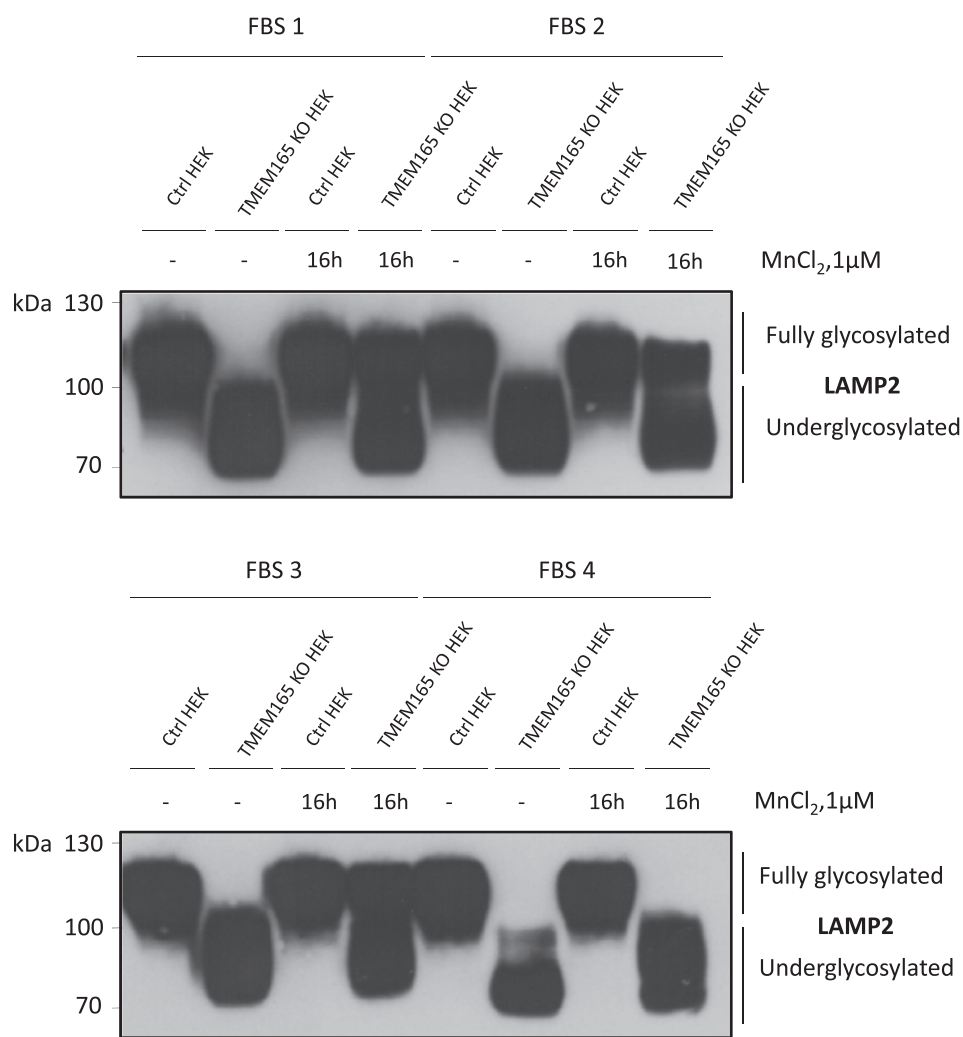 FBS 1 FBS 2
Ctrl HEK TMEM165 KO HEK Ctrl HEK TMEM165 KO HEK Ctrl HEK TMEM165 KO HEK Ctrl HEK TMEM165 KO HEK
- - 16h 16h - - 16h 16h MnCl₂,1µM
kDa 130
Fully glycosylated
100 LAMP2
Underglycosylated
70
FBS 3 FBS 4
Ctrl HEK TMEM165 KO HEK Ctrl HEK TMEM165 KO HEK Ctrl HEK TMEM165 KO HEK Ctrl HEK TMEM165 KO HEK
- - 16h 16h - - 16h 16h MnCl₂,1µM
kDa 130
Fully glycosylated
100 LAMP2
Underglycosylated
70